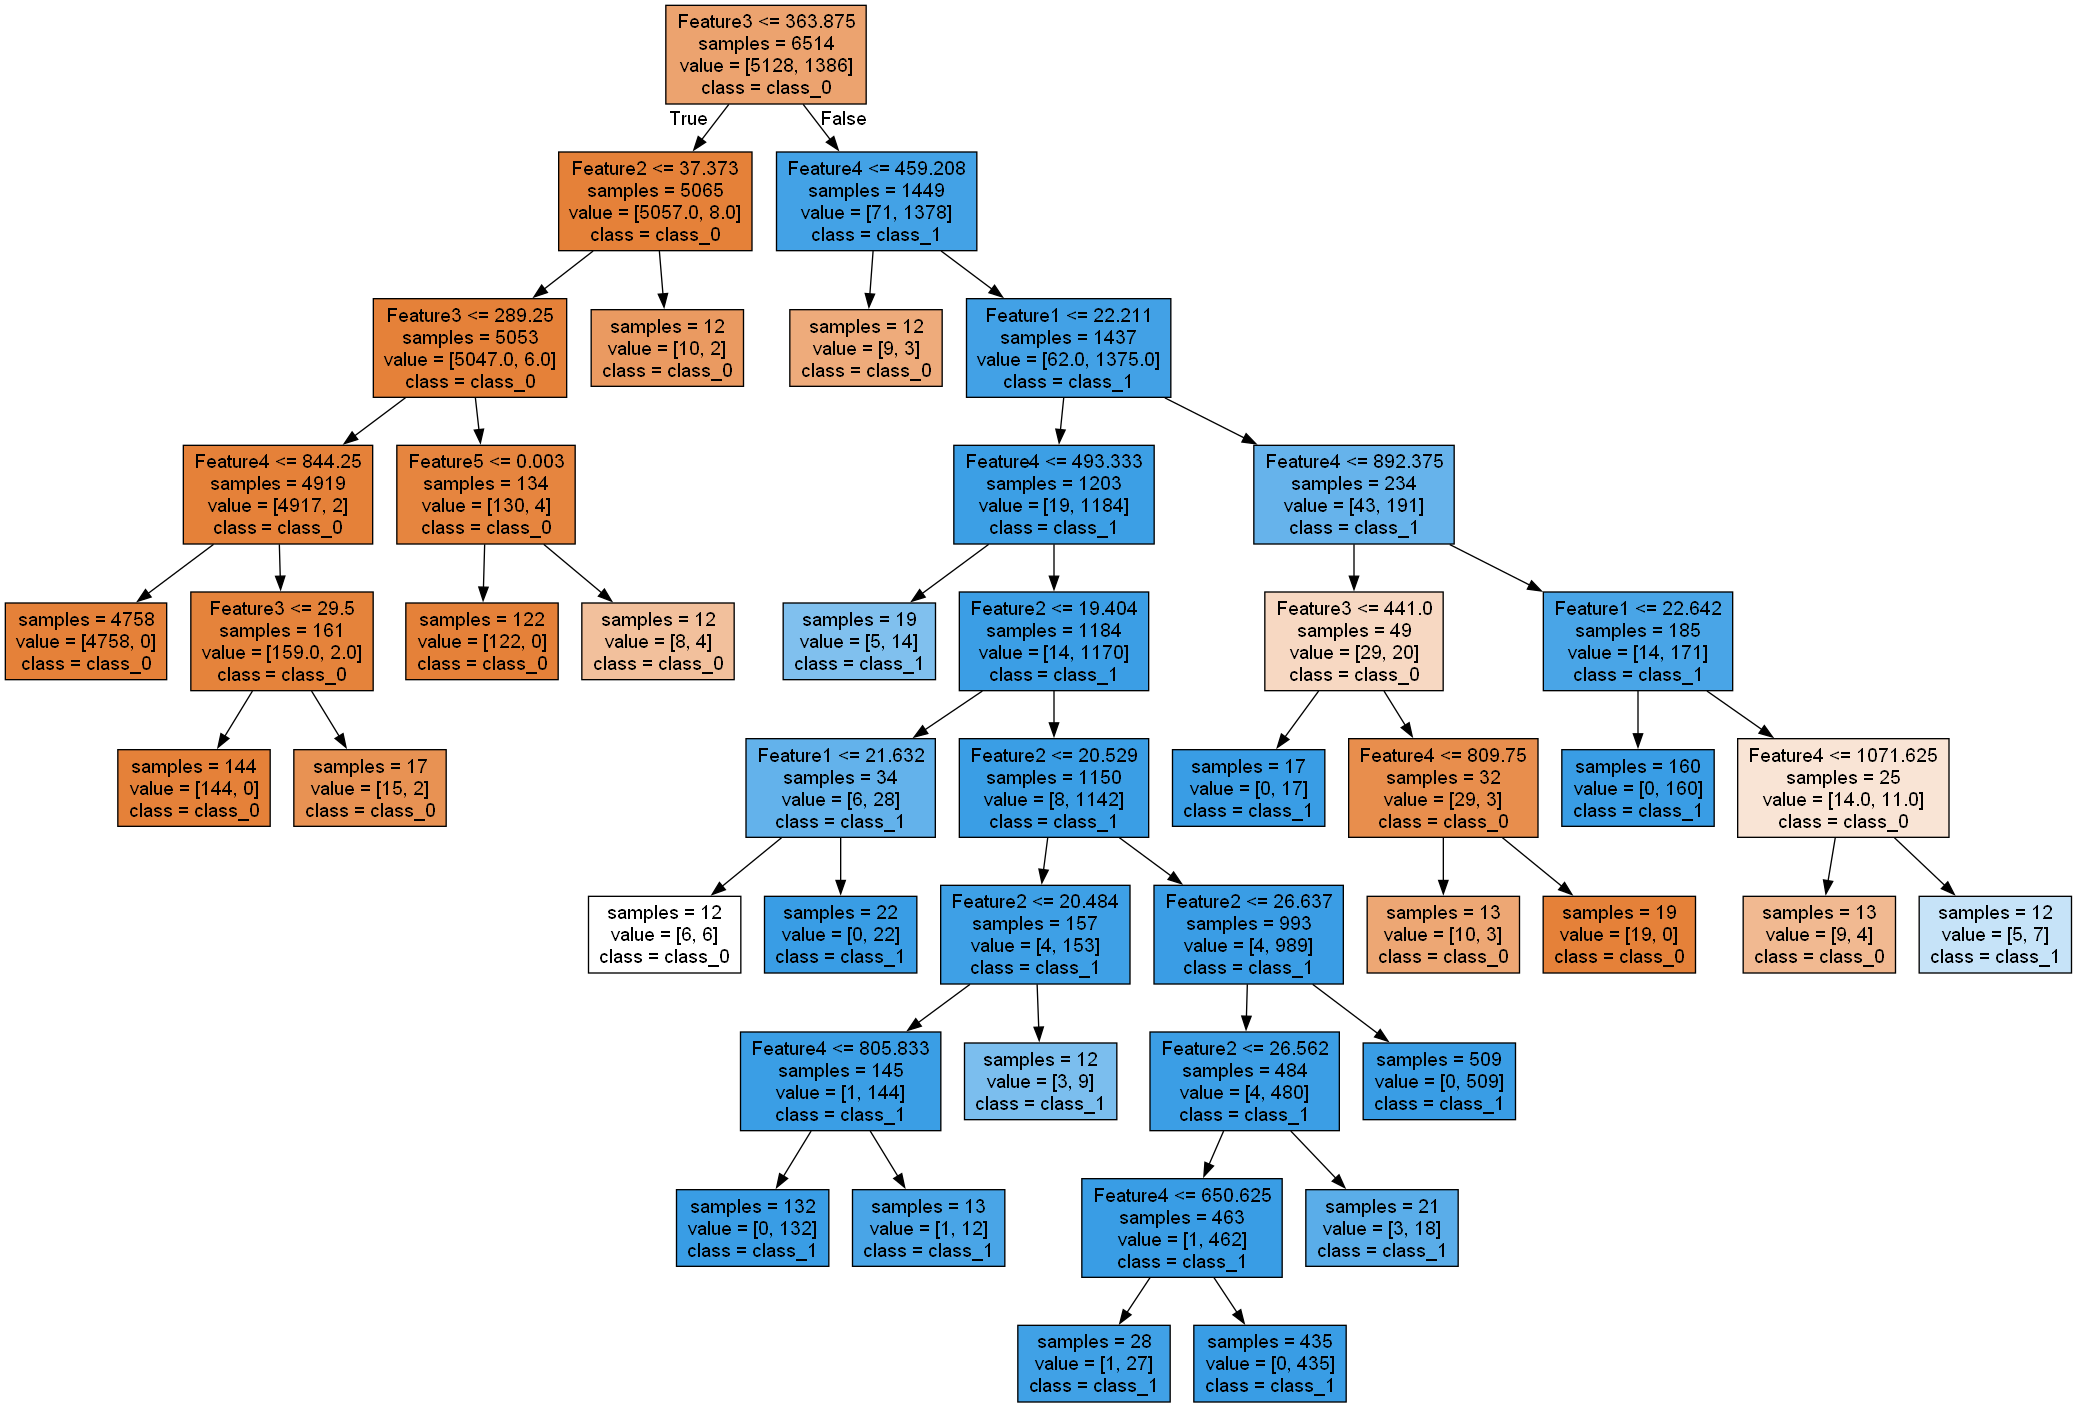 Feature3 <= 363.875
samples = 6514
value = [5128, 1386]
class = class_0
True
False
Feature2 <= 37.373
samples = 5065
value = [5057.0, 8.0]
class = class_0
Feature4 <= 459.208
samples = 1449
value = [71, 1378]
class = class_1
Feature3 <= 289.25
samples = 5053
value = [5047.0, 6.0]
class = class_0
samples = 12
value = [10, 2]
class = class_0
samples = 12
value = [9, 3]
class = class_0
Feature1 <= 22.211
samples = 1437
value = [62.0, 1375.0]
class = class_1
Feature4 <= 844.25
samples = 4919
value = [4917, 2]
class = class_0
Feature5 <= 0.003
samples = 134
value = [130, 4]
class = class_0
Feature4 <= 493.333
samples = 1203
value = [19, 1184]
class = class_1
Feature4 <= 892.375
samples = 234
value = [43, 191]
class = class_1
samples = 4758
value = [4758, 0]
class = class_0
Feature3 <= 29.5
samples = 161
value = [159.0, 2.0]
class = class_0
samples = 122
value = [122, 0]
class = class_0
samples = 12
value = [8, 4]
class = class_0
samples = 19
value = [5, 14]
class = class_1
Feature2 <= 19.404
samples = 1184
value = [14, 1170]
class = class_1
Feature3 <= 441.0
samples = 49
value = [29, 20]
class = class_0
Feature1 <= 22.642
samples = 185
value = [14, 171]
class = class_1
samples = 144
value = [144, 0]
class = class_0
samples = 17
value = [15, 2]
class = class_0
Feature1 <= 21.632
samples = 34
value = [6, 28]
class = class_1
Feature2 <= 20.529
samples = 1150
value = [8, 1142]
class = class_1
samples = 17
value = [0, 17]
class = class_1
Feature4 <= 809.75
samples = 32
value = [29, 3]
class = class_0
samples = 160
value = [0, 160]
class = class_1
Feature4 <= 1071.625
samples = 25
value = [14.0, 11.0]
class = class_0
samples = 12
value = [6, 6]
class = class_0
samples = 22
value = [0, 22]
class = class_1
Feature2 <= 20.484
samples = 157
value = [4, 153]
class = class_1
Feature2 <= 26.637
samples = 993
value = [4, 989]
class = class_1
samples = 13
value = [10, 3]
class = class_0
samples = 19
value = [19, 0]
class = class_0
samples = 13
value = [9, 4]
class = class_0
samples = 12
value = [5, 7]
class = class_1
Feature4 <= 805.833
samples = 145
value = [1, 144]
class = class_1
samples = 12
value = [3, 9]
class = class_1
Feature2 <= 26.562
samples = 484
value = [4, 480]
class = class_1
samples = 509
value = [0, 509]
class = class_1
samples = 132
value = [0, 132]
class = class_1
samples = 13
value = [1, 12]
class = class_1
Feature4 <= 650.625
samples = 463
value = [1, 462]
class = class_1
samples = 21
value = [3, 18]
class = class_1
samples = 28
value = [1, 27]
class = class_1
samples = 435
value = [0, 435]
class = class_1